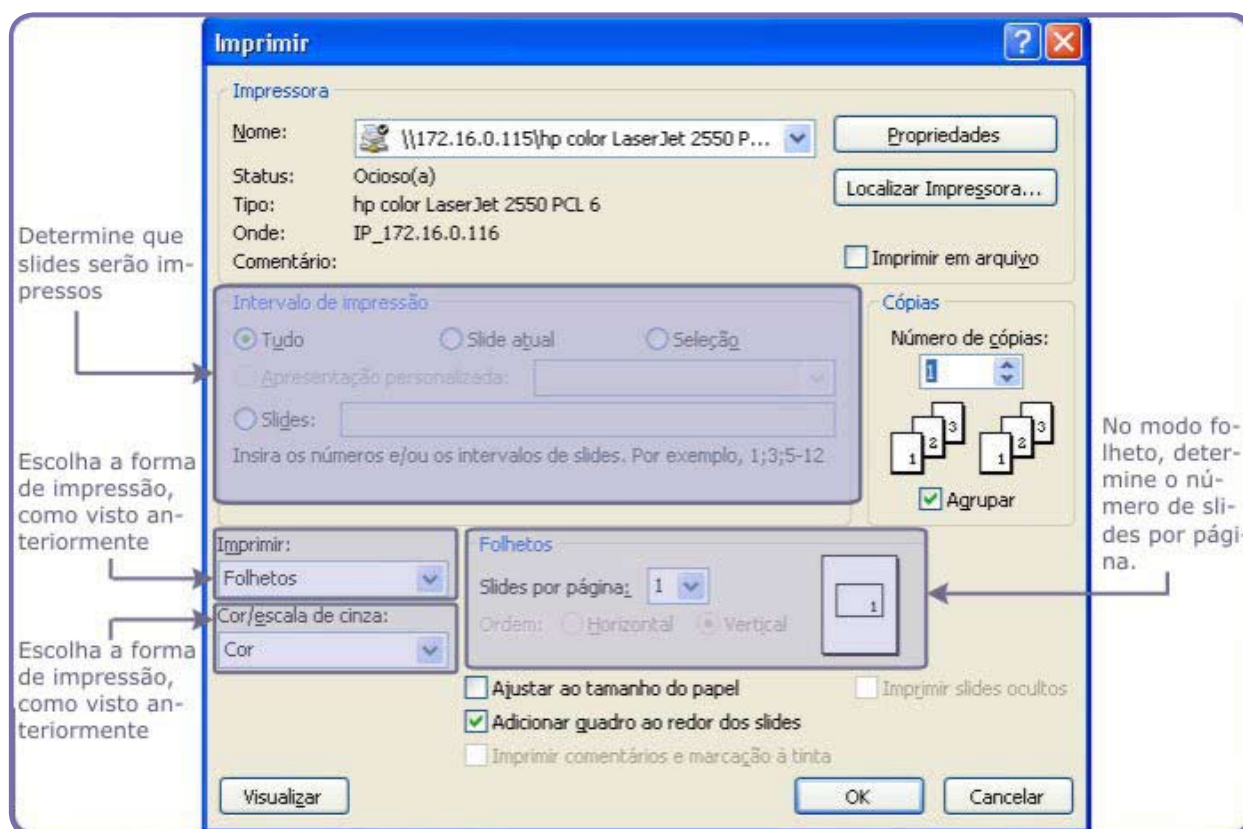 Imprimir
Impressora
Nome:
\\172.16.0.115\hp color LaserJet 2550 P...
Propriedades
Status:
Ocioso(a)
Localizar Impressora...
Tipo:
hp color LaserJet 2550 PCL 6
Onde:
IP_172.16.0.116
Comentário:
Imprimir em arquivo
Determine que
slides serão im-
pressos
Intervalo de impressão
Tudo
Slide atual
Seleção
Apresentação personalizada:
Slides:
Insira os números e/ou os intervalos de slides. Por exemplo, 1;3;5-12
Cópias
Número de cópias:
1
1 2 3
1 2 3
Agrupar
Escolha a forma
de impressão,
como visto an-
teriormente
Imprimir:
Folhetos
Cor/escala de cinza:
Cor
Escolha a forma
de impressão,
como visto an-
teriormente
Folhetos
Slides por página:
1
Ordem:
Horizontal
Vertical
1
No modo fo-
lheto, deter-
mine o nú-
mero de sli-
des por pági-
na.
Ajustar ao tamanho do papel
Imprimir slides ocultos
Adicionar quadro ao redor dos slides
Imprimir comentários e marcação à tinta
Visualizar
OK
Cancelar